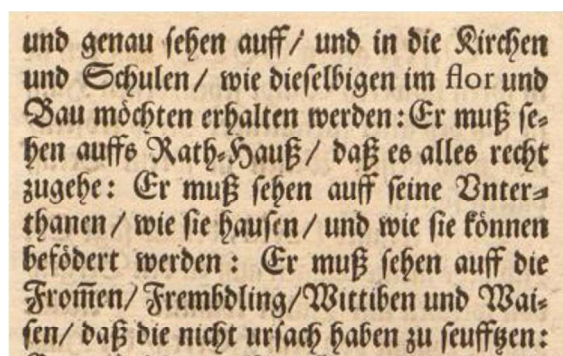 und genau sehen auff/ und in die Kirchen
und Schulen/ wie dieselbigen im flor und
Bau möchten erhalten werden: Er muß se⸗
hen auffs Rath⸗Hauß/ daß es alles recht
zugehe: Er muß sehen auff seine Vnter⸗
thanen/ wie sie hausen/ und wie sie können
befödert werden: Er muß sehen auff die
From̃en/ Frembdling/ Wittiben und Wai⸗
sen/ daß die nicht ursach haben zu seufftzen: